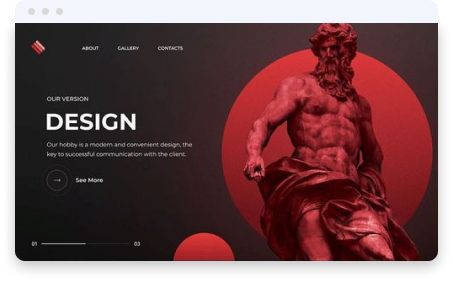 ABOUT GALLERY CONTACTS
OUR VERSION
DESIGN
Our hobby is a modern and convenient design, the
key to successful communication with the client.
See More
01 03